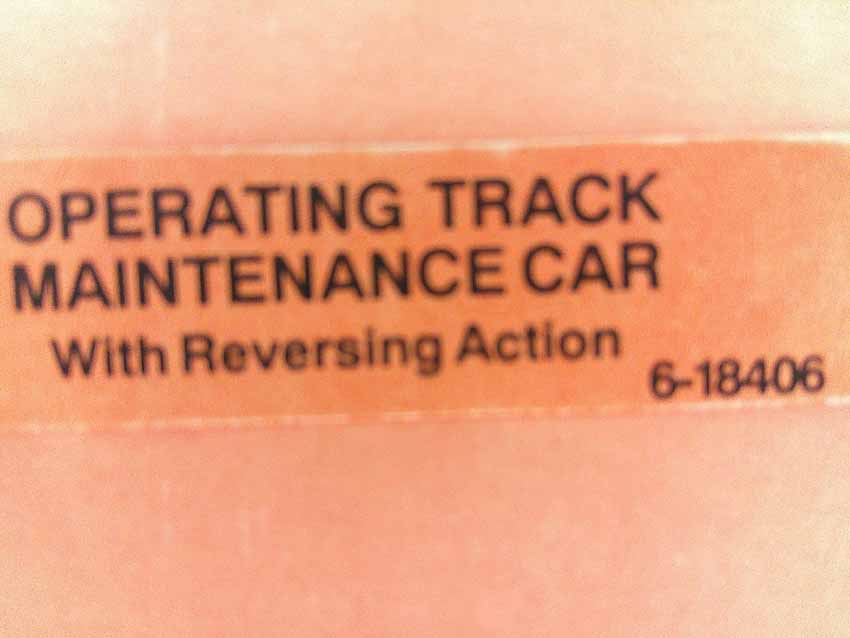 OPERATING TRACK
MAINTENANCE CAR
With Reversing Action
6-18406